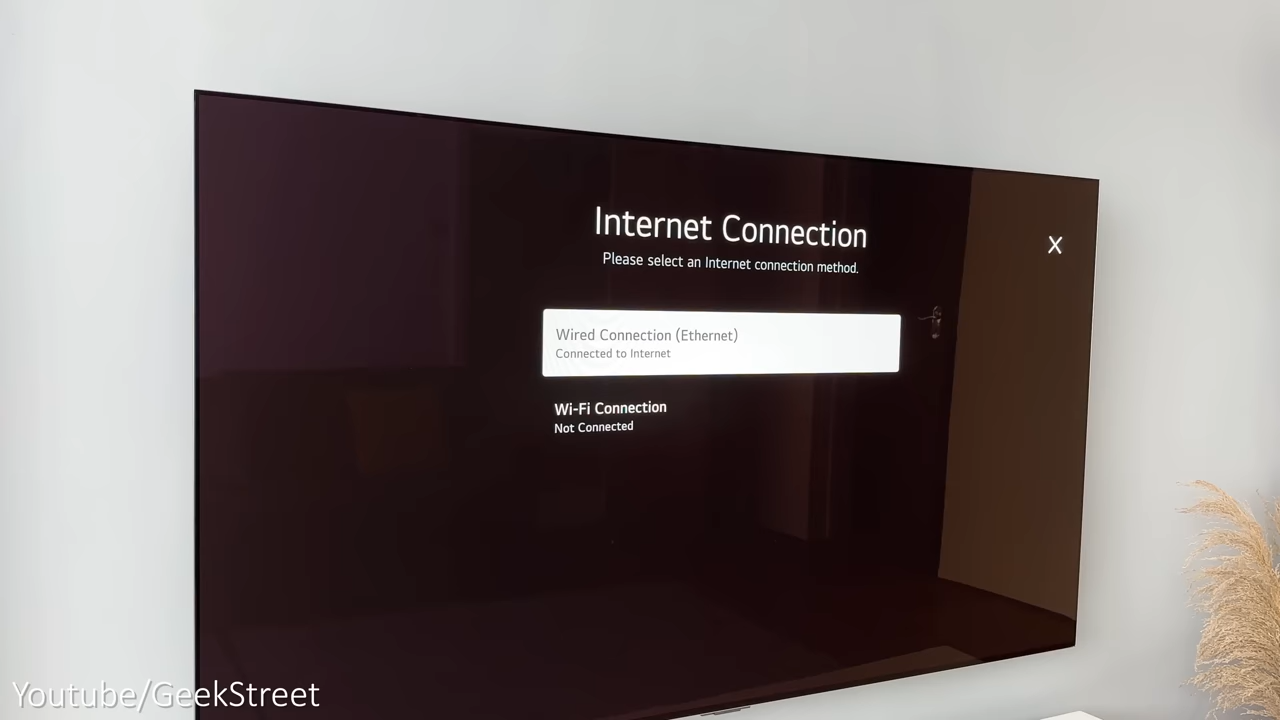 Internet Connection
Please select an Internet connection method.
X
Wired Connection (Ethernet)
Connected to Internet
Wi-Fi Connection
Not Connected
Youtube/GeekStreet